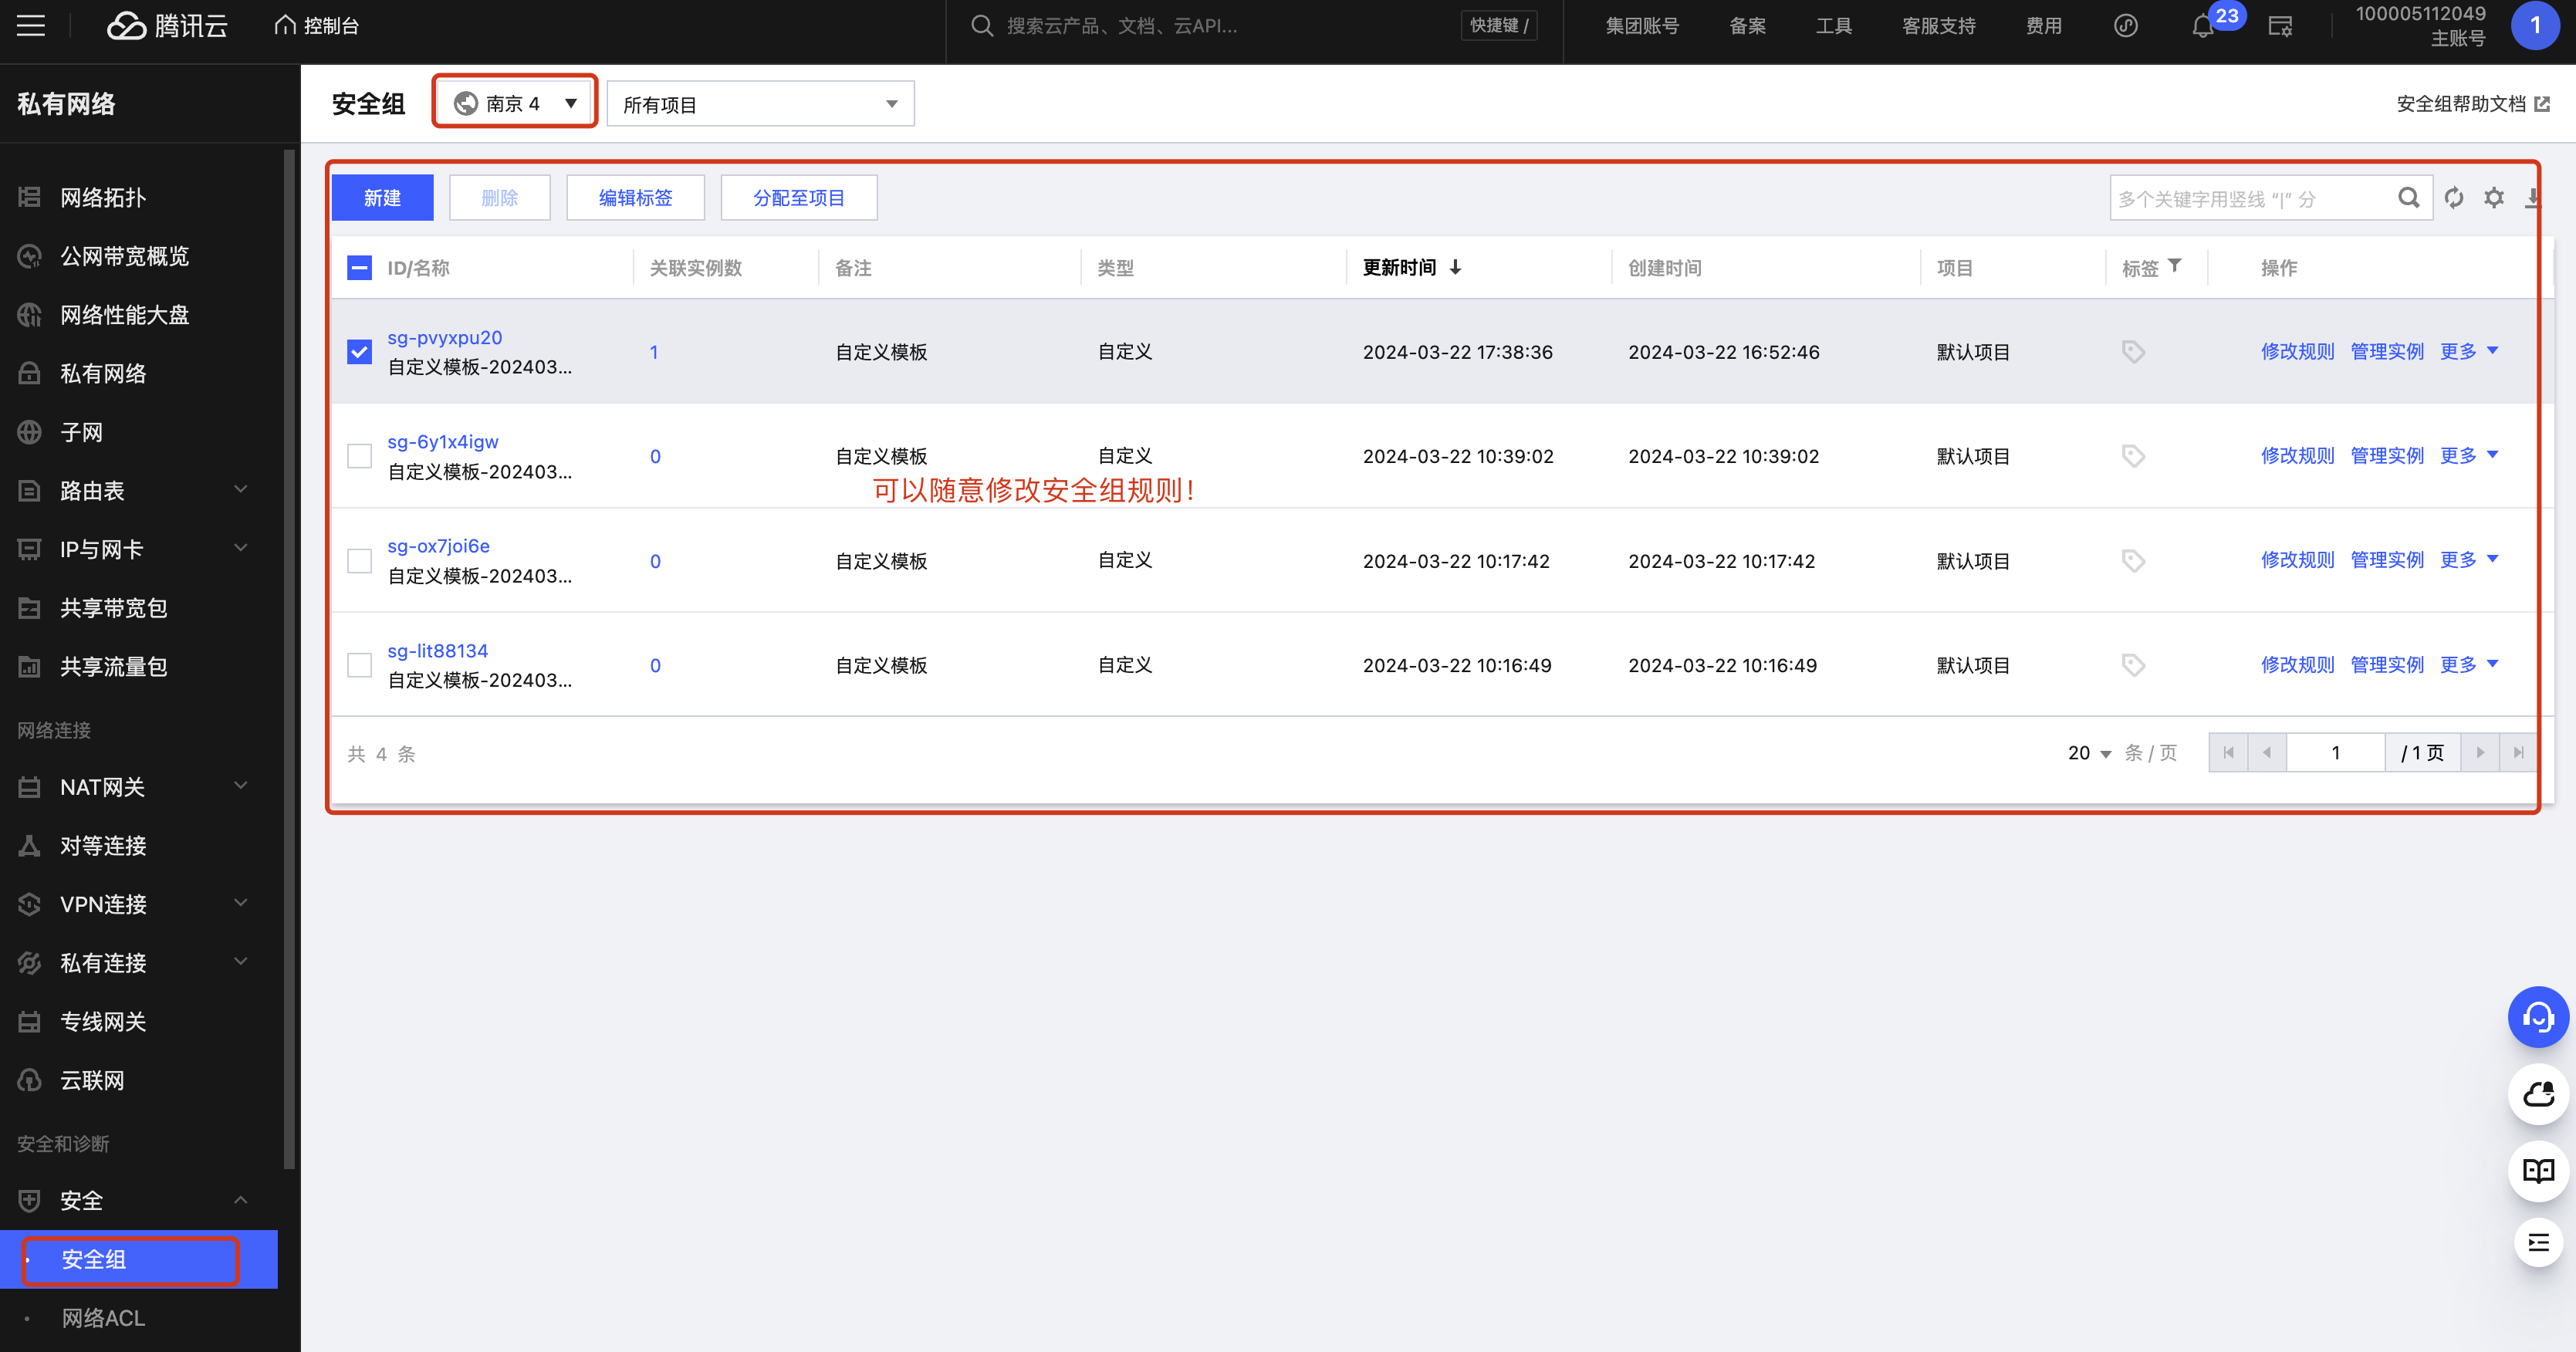 腾讯云
控制台
搜索云产品、文档、云API...
快捷键 /
集团账号
备案
工具
客服支持
费用
23
100005112049
主账号
1
私有网络
网络拓扑
公网带宽概览
网络性能大盘
私有网络
子网
路由表
IP与网卡
共享带宽包
共享流量包
网络连接
NAT网关
对等连接
VPN连接
私有连接
专线网关
云联网
安全和诊断
安全
安全组
网络ACL
安全组
南京 4
所有项目
安全组帮助文档
新建
删除
编辑标签
分配至项目
多个关键字用竖线 “|” 分
ID/名称 关联实例数 备注 类型 更新时间 创建时间 项目 标签 操作
sg-pvyxpu20
自定义模板-202403... 1 自定义模板 自定义 2024-03-22 17:38:36 2024-03-22 16:52:46 默认项目 修改规则 管理实例 更多
sg-6y1x4igw
自定义模板-202403... 0 自定义模板 自定义 2024-03-22 10:39:02 2024-03-22 10:39:02 默认项目 修改规则 管理实例 更多
可以随意修改安全组规则！
sg-ox7joi6e
自定义模板-202403... 0 自定义模板 自定义 2024-03-22 10:17:42 2024-03-22 10:17:42 默认项目 修改规则 管理实例 更多
sg-lit88134
自定义模板-202403... 0 自定义模板 自定义 2024-03-22 10:16:49 2024-03-22 10:16:49 默认项目 修改规则 管理实例 更多
共 4 条
20 条 / 页
1 / 1 页